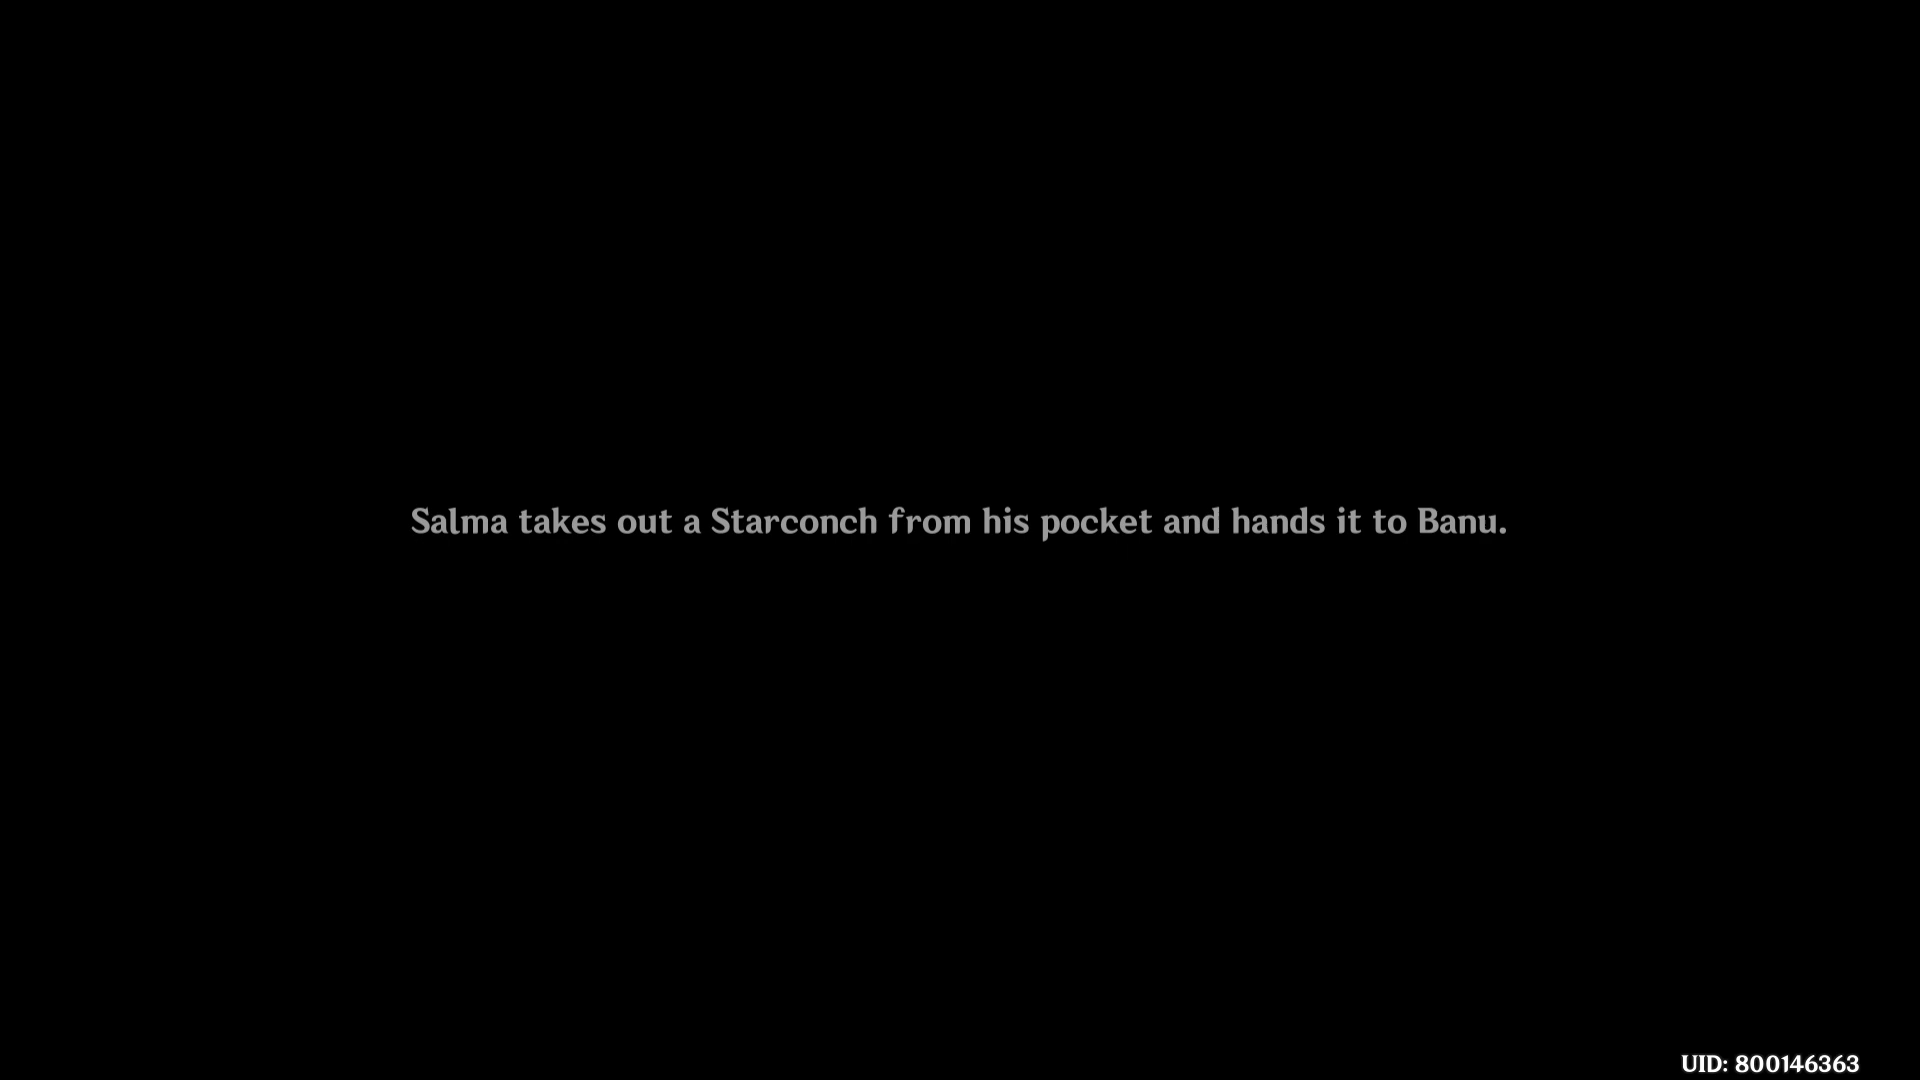 Salma takes out a Starconch from his pocket and hands it to Banu.
UID: 800146363